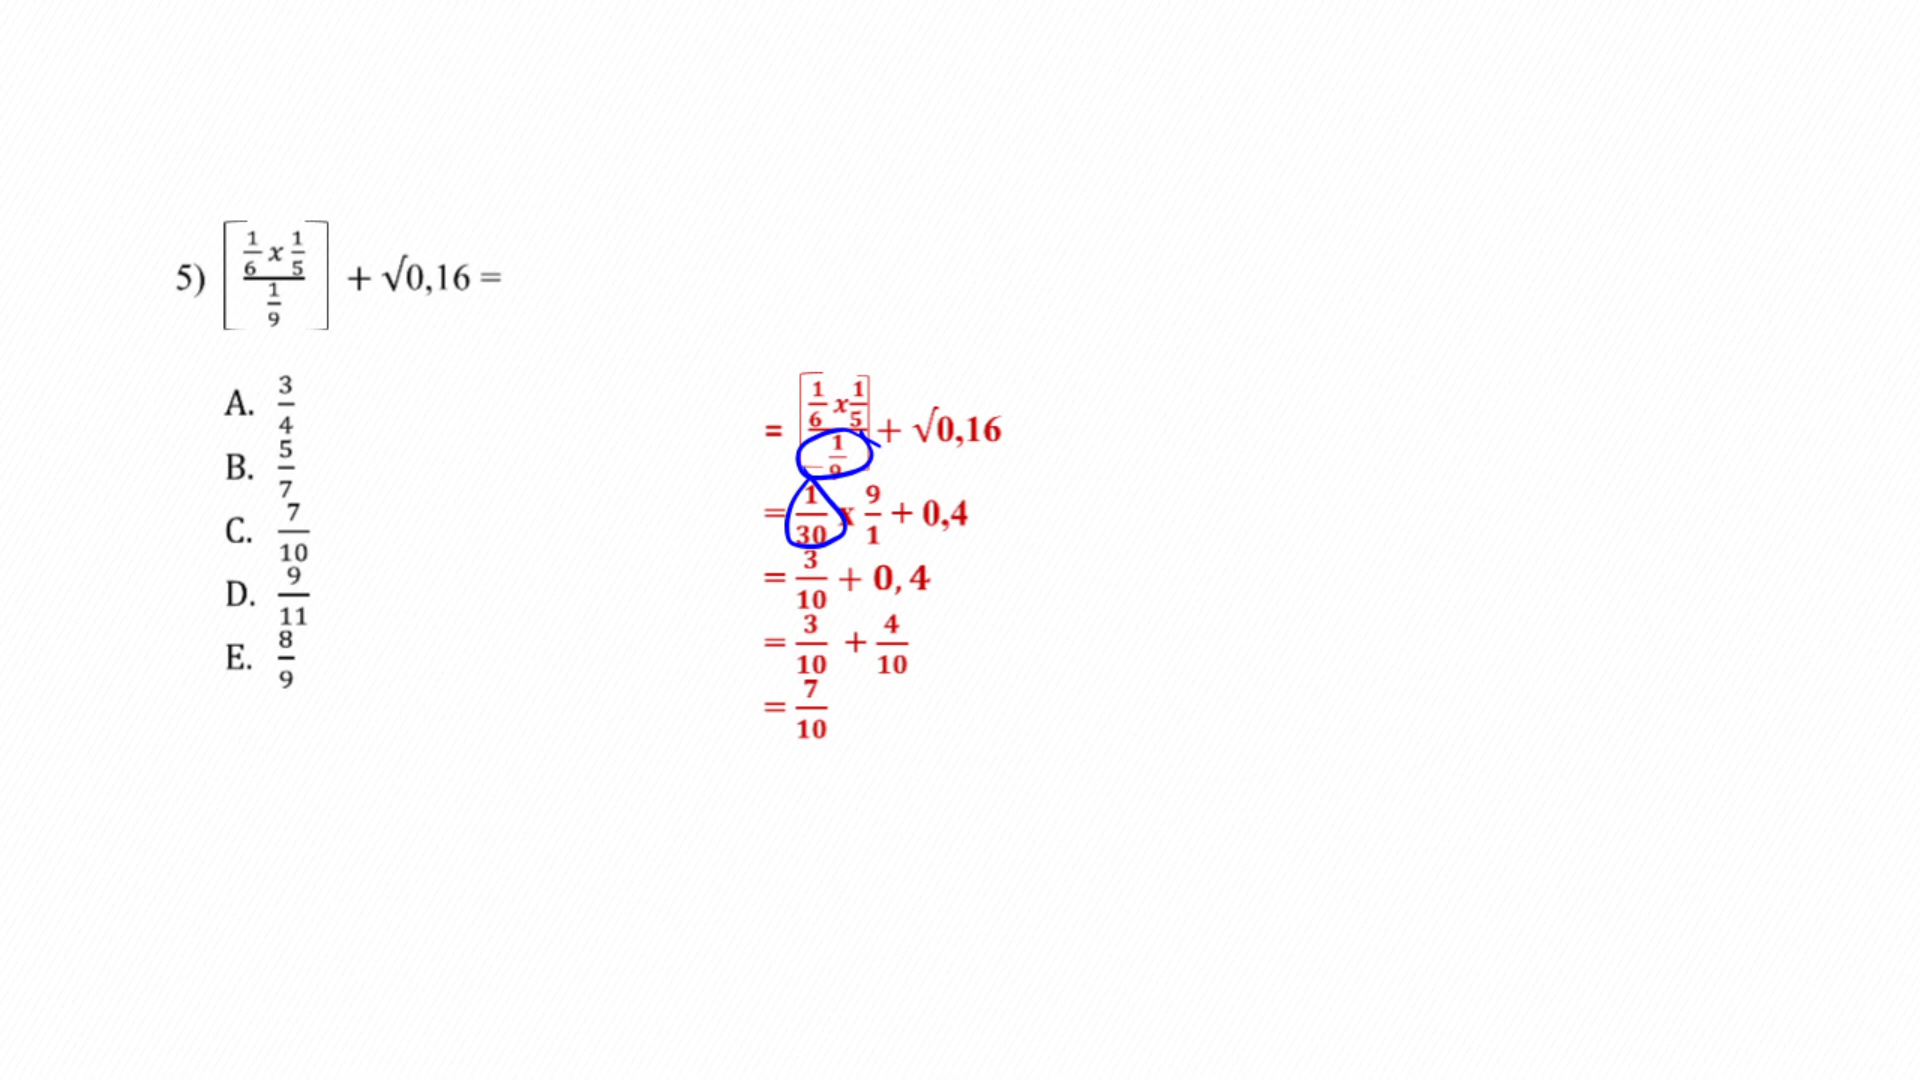 5) [(1/6 x 1/5)/(1/9)] + √0,16 =
A. 3/4
B. 5/7
C. 7/10
D. 9/11
E. 8/9
= [(1/6 x 1/5)/(1/9)] + √0,16
= 1/30 x 9/1 + 0,4
= 3/10 + 0,4
= 3/10 + 4/10
= 7/10